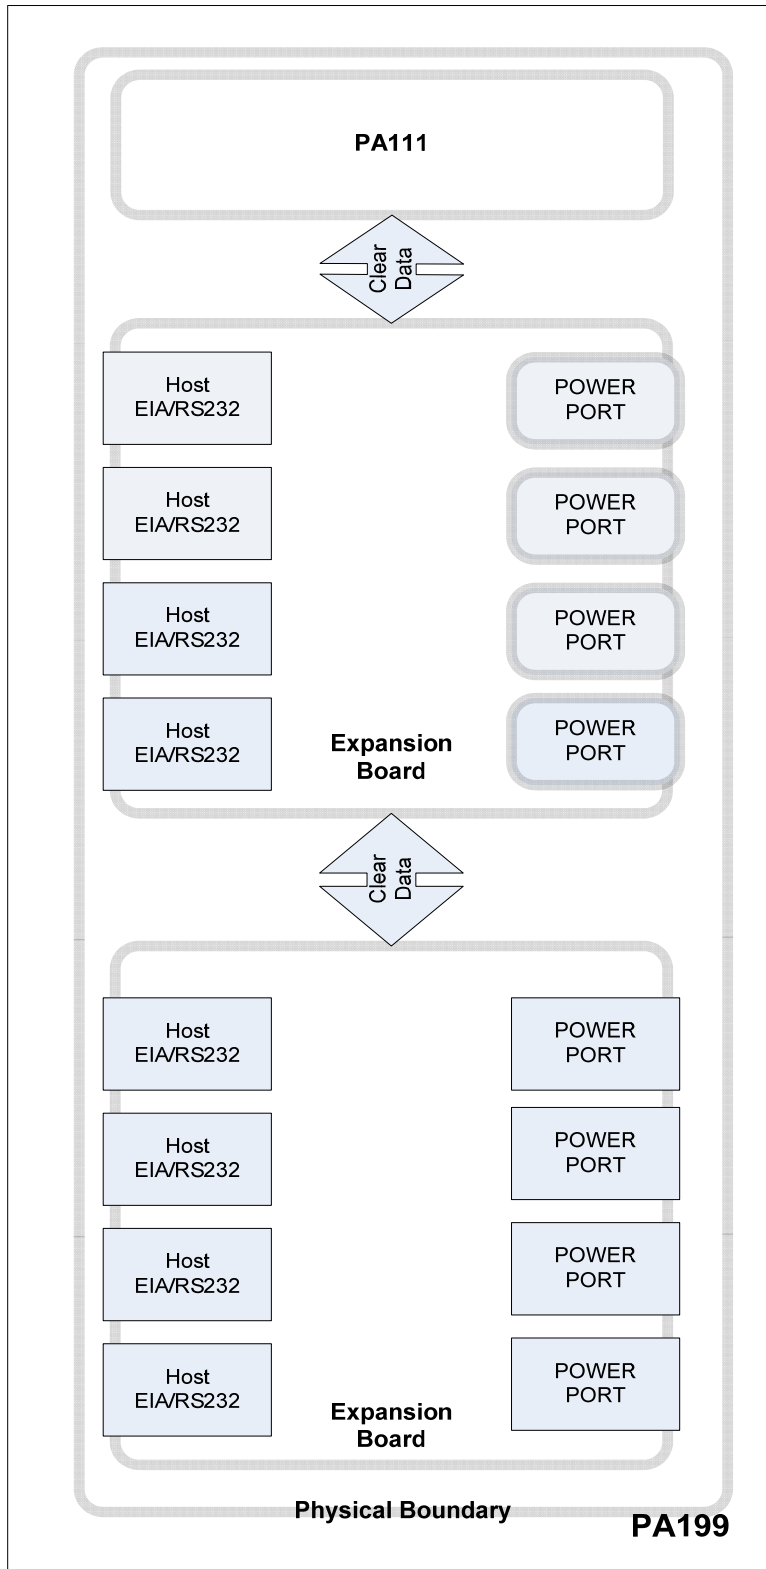 PA111
Clear
Data
Host
EIA/RS232
POWER
PORT
Host
EIA/RS232
POWER
PORT
Host
EIA/RS232
POWER
PORT
Host
EIA/RS232
POWER
PORT
Expansion
Board
Clear
Data
Host
EIA/RS232
POWER
PORT
Host
EIA/RS232
POWER
PORT
Host
EIA/RS232
POWER
PORT
Host
EIA/RS232
POWER
PORT
Expansion
Board
Physical Boundary
PA199